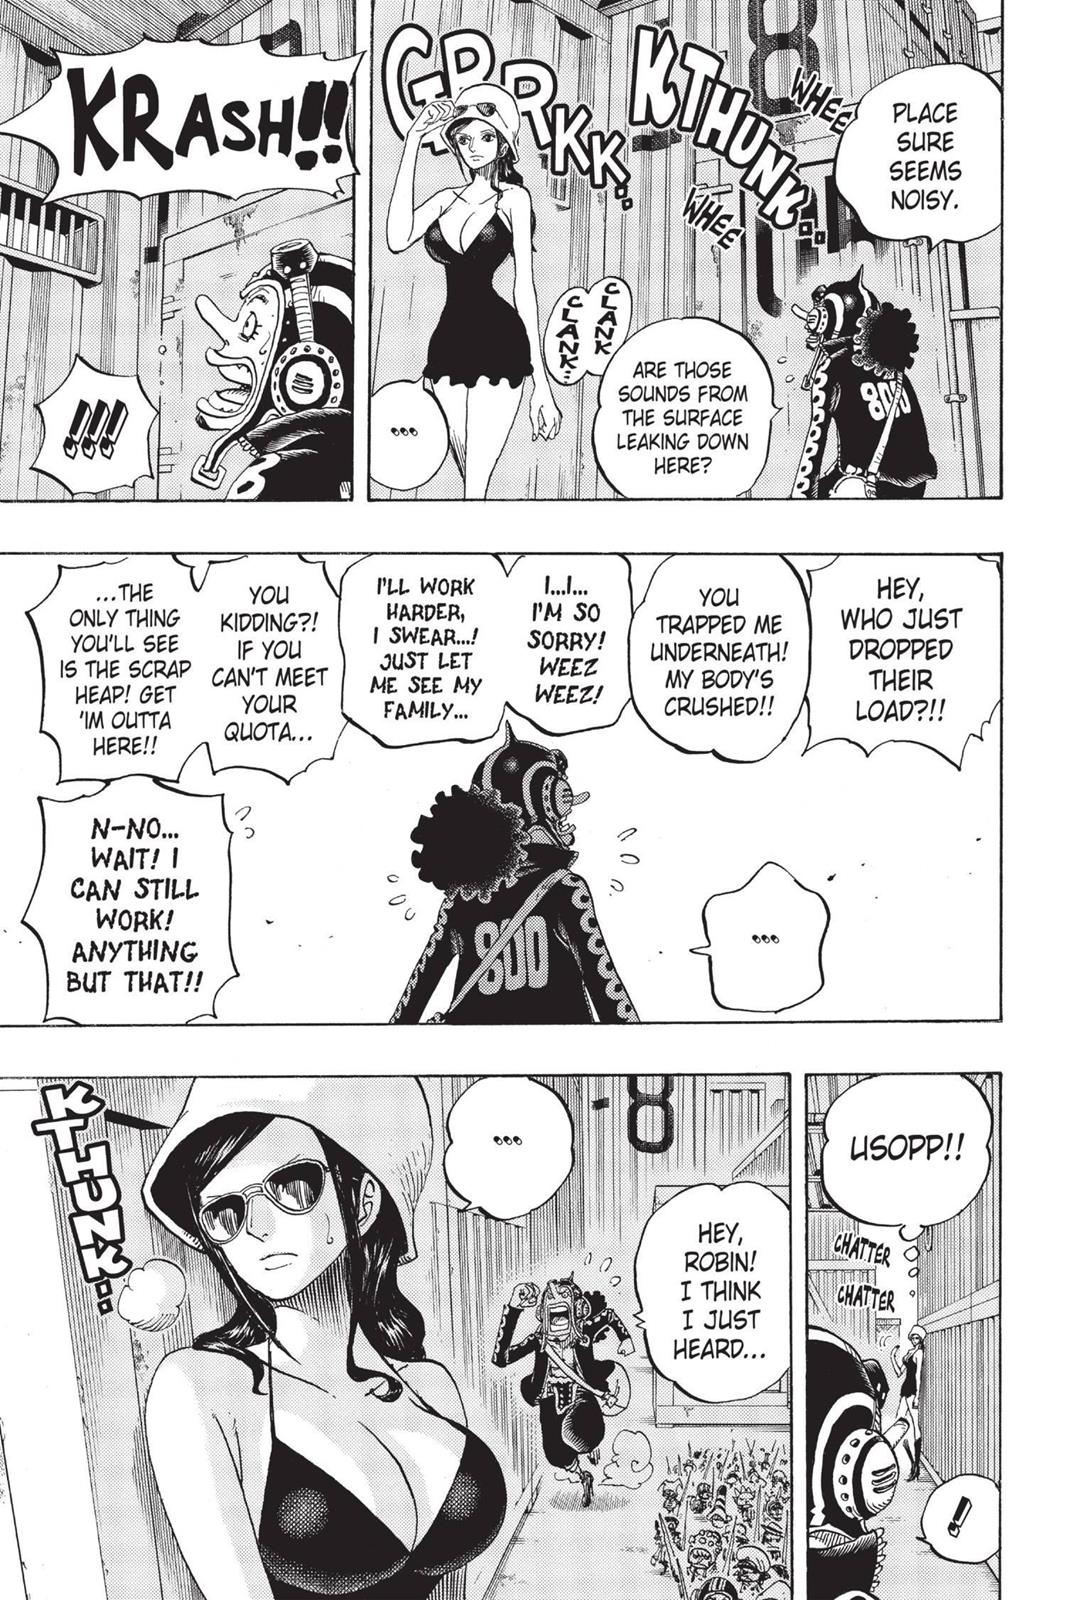 PLACE
SURE
SEEMS
NOISY.
WHEE
WHEE
KTHUNK..
GRRKK..
8
CLANK
CLANK..
ARE THOSE
SOUNDS FROM
THE SURFACE
LEAKING DOWN
HERE?
800
...
KRASH!!
!!!
HEY,
WHO JUST
DROPPED
THEIR
LOAD?!!
YOU
TRAPPED ME
UNDERNEATH!
MY BODY'S
CRUSHED!!
I...I...
I'M SO
SORRY!
WEEZ
WEEZ!
I'LL WORK
HARDER,
I SWEAR...!
JUST LET
ME SEE MY
FAMILY...
YOU
KIDDING?!
IF YOU
CAN'T MEET
YOUR
QUOTA...
...THE
ONLY THING
YOU'LL SEE
IS THE SCRAP
HEAP! GET
'IM OUTTA
HERE!!
N-NO...
WAIT! I
CAN STILL
WORK!
ANYTHING
BUT THAT!!
800
...
USOPP!!
CHATTER
CHATTER
!
-8
HEY,
ROBIN!
I THINK
I JUST
HEARD...
...
KTHUNK..